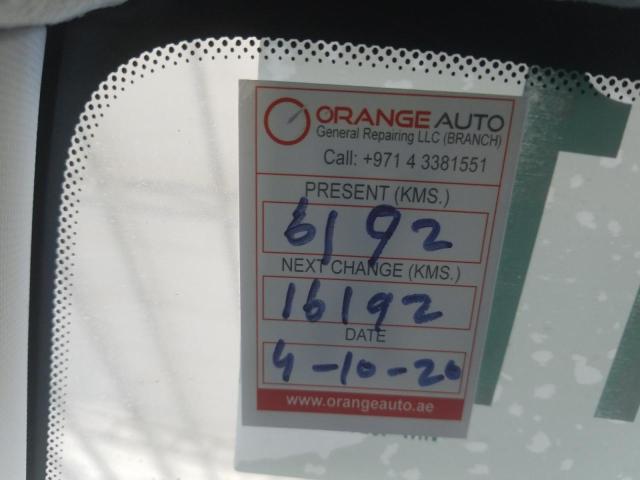 ORANGE AUTO
General Repairing LLC (BRANCH)
Call: +971 4 3381551
PRESENT (KMS.)
6192
NEXT CHANGE (KMS.)
16192
DATE
4-10-20
www.orangeauto.ae